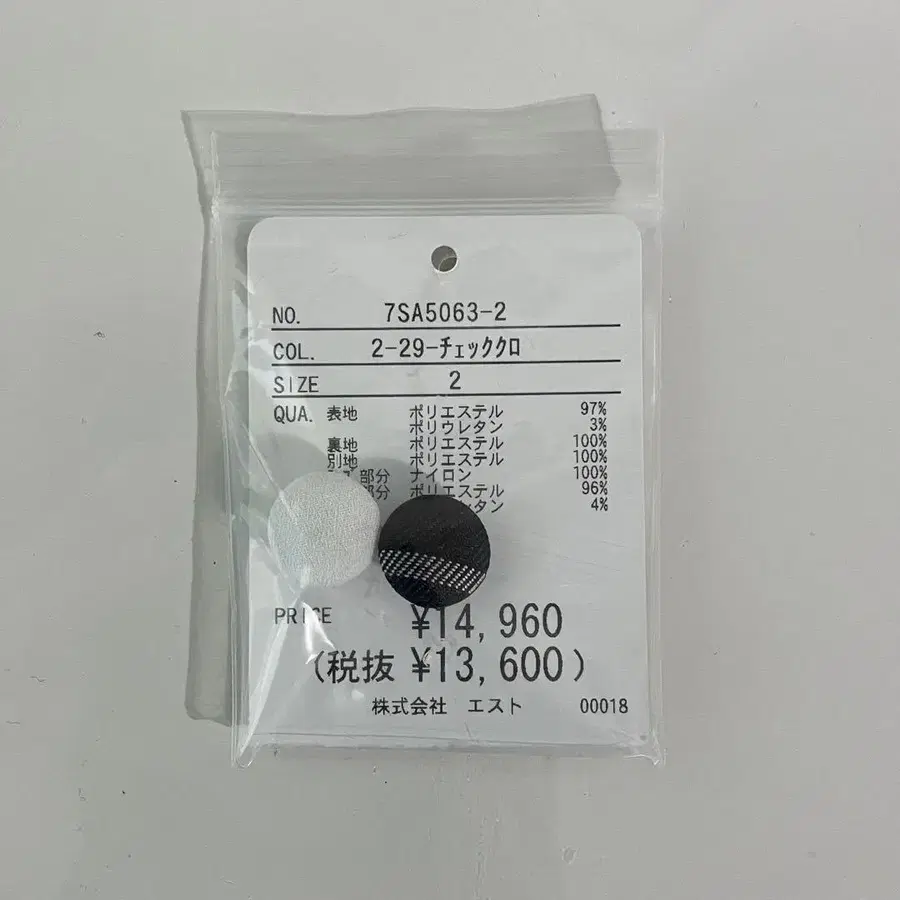 NO. 7SA5063-2
COL. 2-29-ﾁｪｯｸｸﾛ
SIZE 2
QUA. 表地 ポリエステル 97%
ポリウレタン 3%
裏地 ポリエステル 100%
別地 ポリエステル 100%
部分 ナイロン 100%
部分 ポリエステル 96%
タン 4%
PRICE ¥14,960
(税抜 ¥13,600)
株式会社 エスト 00018